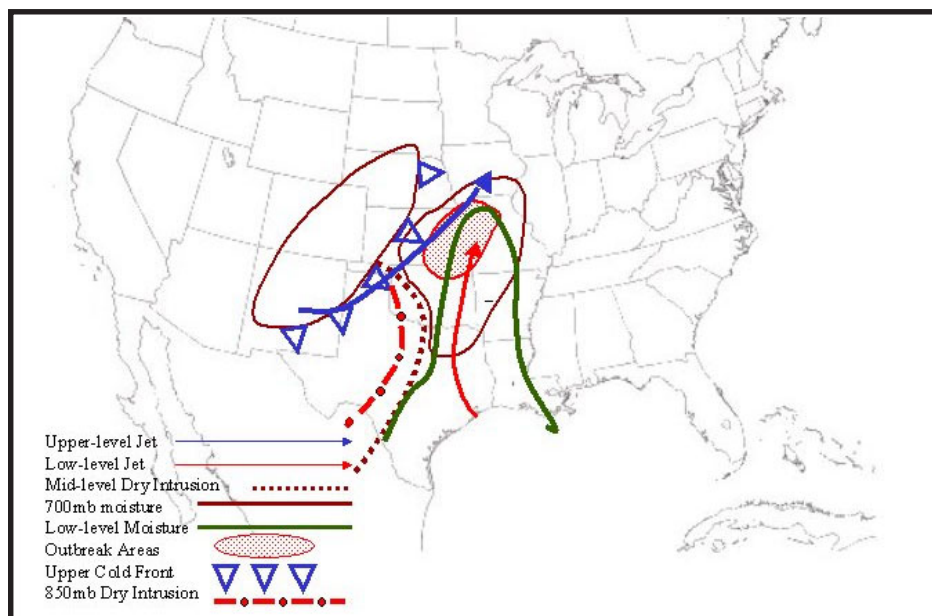 Upper-level Jet
Low-level Jet
Mid-level Dry Intrusion
700mb moisture
Low-level Moisture
Outbreak Areas
Upper Cold Front
850mb Dry Intrusion